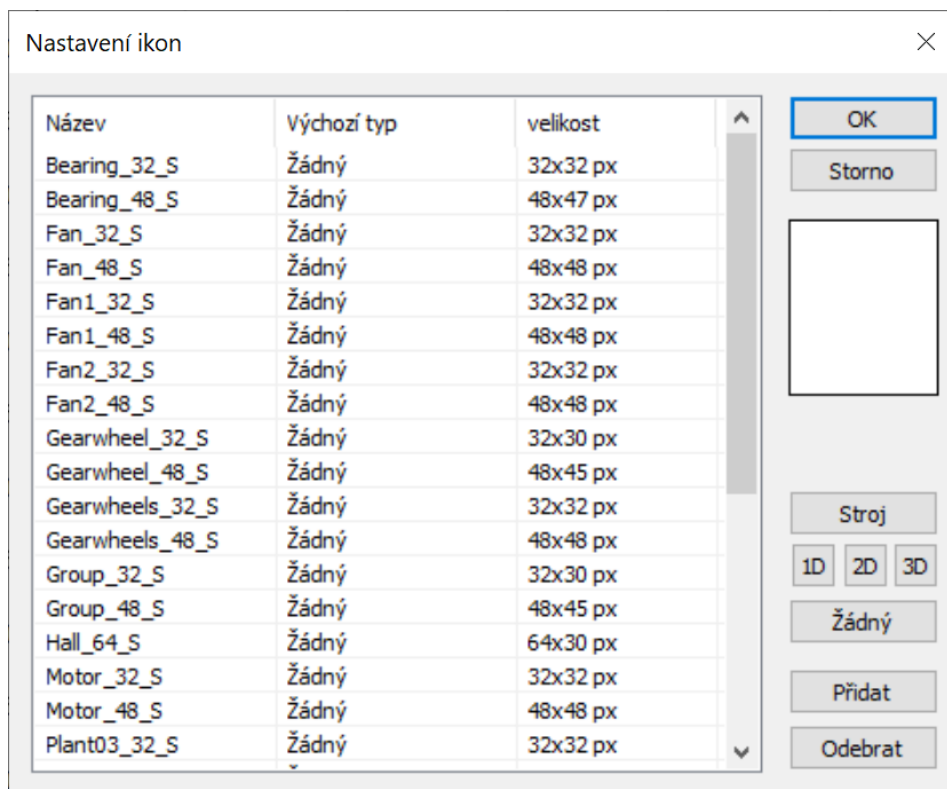 Nastavení ikon
Název Výchozí typ velikost
Bearing_32_S Žádný 32x32 px
Bearing_48_S Žádný 48x47 px
Fan_32_S Žádný 32x32 px
Fan_48_S Žádný 48x48 px
Fan1_32_S Žádný 32x32 px
Fan1_48_S Žádný 48x48 px
Fan2_32_S Žádný 32x32 px
Fan2_48_S Žádný 48x48 px
Gearwheel_32_S Žádný 32x30 px
Gearwheel_48_S Žádný 48x45 px
Gearwheels_32_S Žádný 32x32 px
Gearwheels_48_S Žádný 48x48 px
Group_32_S Žádný 32x30 px
Group_48_S Žádný 48x45 px
Hall_64_S Žádný 64x30 px
Motor_32_S Žádný 32x32 px
Motor_48_S Žádný 48x48 px
Plant03_32_S Žádný 32x32 px
OK
Storno
Stroj
1D 2D 3D
Žádný
Přidat
Odebrat